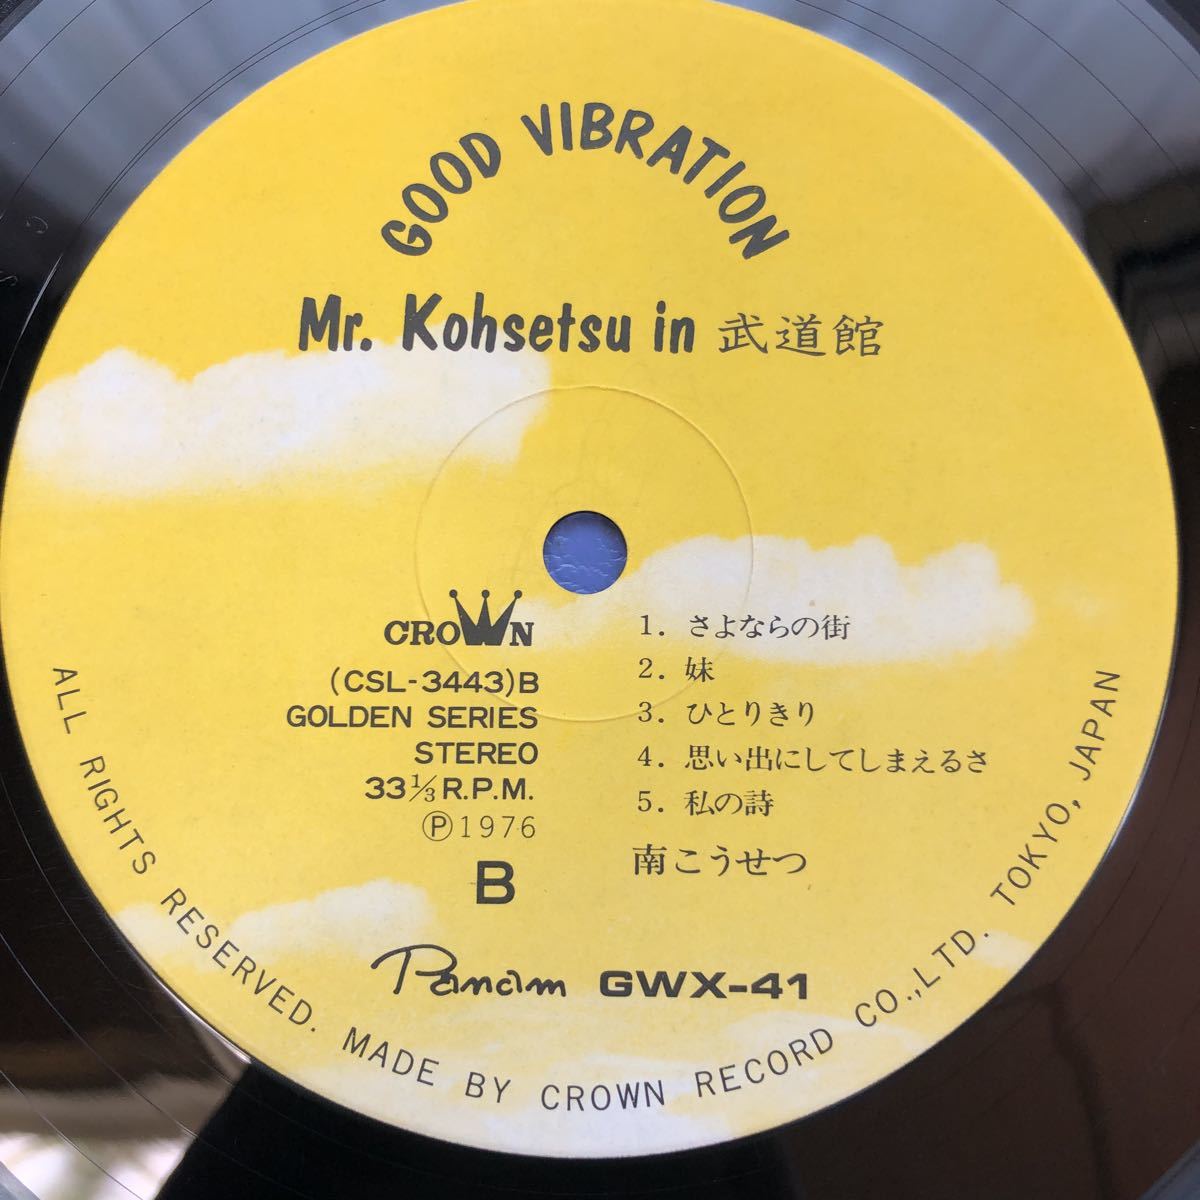 GOOD VIBRATION
Mr. Kohsetsu in 武道館
CROWN
(CSL-3443)B
GOLDEN SERIES
STEREO
33⅓ R.P.M.
Ⓟ1976
B
1. さよならの街
2. 妹
3. ひとりきり
4. 思い出にしてしまえるさ
5. 私の詩
南こうせつ
Panam GWX-41
ALL RIGHTS RESERVED. MADE BY CROWN RECORD CO.,LTD. TOKYO, JAPAN